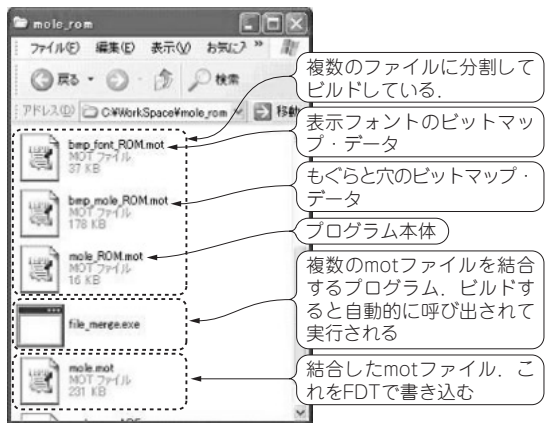 mole_rom
ファイル(F) 編集(E) 表示(V) お気に入 »
戻る 検索
アドレス(D) C:¥WorkSpace¥mole_rom 移動
bmp_font_ROM.mot
MOT ファイル
37 KB
bmp_mole_ROM.mot
MOT ファイル
178 KB
mole_ROM.mot
MOT ファイル
16 KB
file_merge.exe
mole.mot
MOT ファイル
231 KB
複数のファイルに分割して
ビルドしている.
表示フォントのビットマッ
プ・データ
もぐらと穴のビットマップ・
データ
プログラム本体
複数のmotファイルを結合
するプログラム.ビルドす
ると自動的に呼び出されて
実行される
結合したmotファイル.こ
れをFDTで書き込む